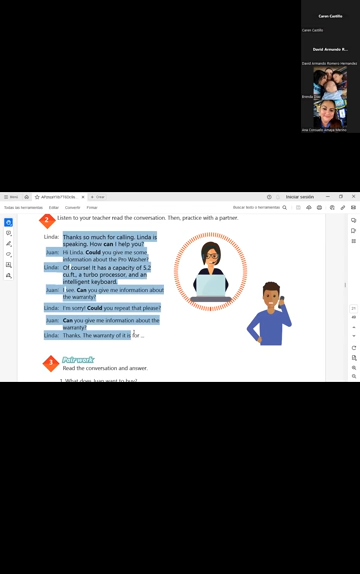 Caren Castillo
Caren Castillo
David Armando R...
David Armando Romero Hernandez
Ana Consuelo Amaya Merino
Menú
+ Crear
Iniciar sesión
Todas las herramientas Editar Convertir Firmar
Buscar texto o herramientas
2 Listen to your teacher read the conversation. Then, practice with a partner.
Linda: Thanks so much for calling. Linda is
speaking. How can I help you?
Juan: Hi Linda. Could you give me some
information about the Pro Washer?
Linda: Of course! It has a capacity of 5.2
cu.ft., a turbo processor, and an
intelligent keyboard.
Juan: I see. Can you give me information about
the warranty?
Linda: I'm sorry! Could you repeat that please?
Juan: Can you give me information about the
warranty?
Linda: Thanks. The warranty of it is for ...
3 Pair work
Read the conversation and answer.
1. What does Juan want to buy?